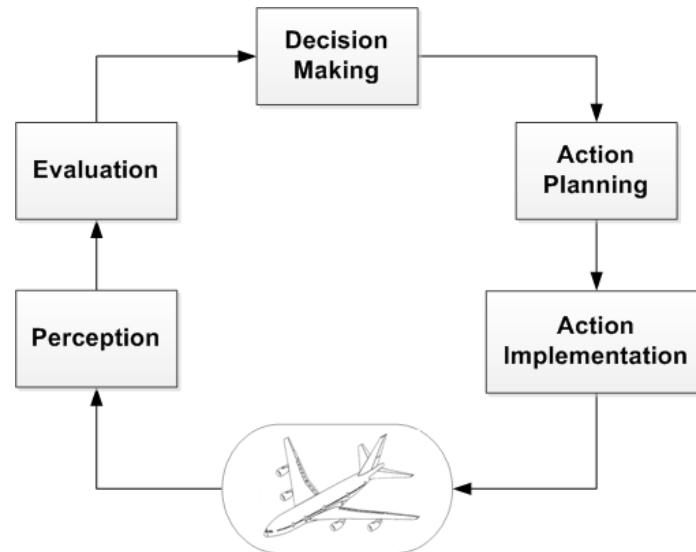 Decision
Making
Evaluation
Action
Planning
Perception
Action
Implementation